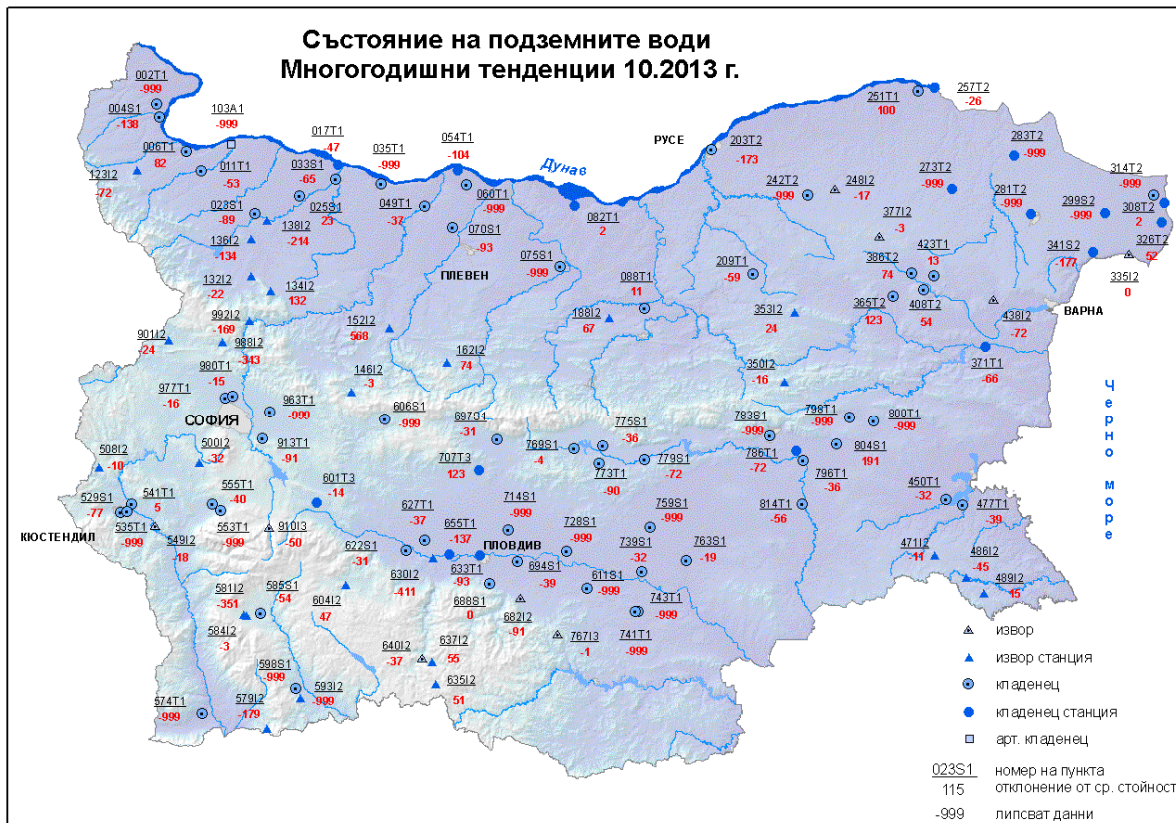 Състояние на подземните води
Многогодишни тенденции 10.2013 г.
002T1
-999
004S1
-138
103A1
-999
006T1
82
011T1
-53
017T1
-47
033S1
-65
035T1
-999
054T1
-104
Дунав
РУСЕ
203T2
-173
251T1
100
257T2
-26
283T2
-999
273T2
-999
314T2
-999
123I2
-72
023S1
-89
025S1
23
049T1
-37
060T1
-999
070S1
-93
082T1
2
242T2
-999
248I2
-17
281T2
-999
299S2
-999
308T2
2
377I2
-3
138I2
-214
136I2
-134
ПЛЕВЕН
075S1
-999
088T1
11
209T1
-59
386T2
74
423T1
13
341S2
-177
326T2
52
335I2
0
132I2
-22
134I2
132
992I2
-169
988I2
-343
901I2
-24
152I2
568
188I2
67
353I2
24
365T2
123
408T2
54
438I2
-72
ВАРНА
980T1
-15
977T1
-16
162I2
74
146I2
-3
350I2
-16
371T1
-66
Черно море
СОФИЯ
963T1
-999
606S1
-999
697S1
-31
775S1
-36
783S1
-999
798T1
-999
800T1
-999
508I2
-10
500I2
-32
913T1
-91
769S1
-4
773T1
-90
779S1
-72
786T1
-72
804S1
191
796T1
-36
707T3
123
601T3
-14
529S1
-77
541T1
5
555T1
-40
535T1
-999
553T1
-999
КЮСТЕНДИЛ
549I2
-18
910I3
-50
627T1
-37
655T1
-137
714S1
-999
728S1
-999
759S1
-999
814T1
-56
450T1
-32
477T1
-39
622S1
-31
630I2
-411
ПЛОВДИВ
633T1
-93
694S1
-39
739S1
-32
763S1
-19
471I2
-11
486I2
-45
489I2
15
581I2
-351
585S1
54
604I2
47
688S1
0
682I2
-91
611S1
-999
743T1
-999
741T1
-999
584I2
-3
640I2
-37
637I2
55
767I3
-1
635I2
51
598S1
-999
593I2
-999
574T1
-999
579I2
-179
извор
извор станция
кладенец
кладенец станция
арт. кладенец
023S1 номер на пункта
115 отклонение от ср. стойност
-999 липсват данни